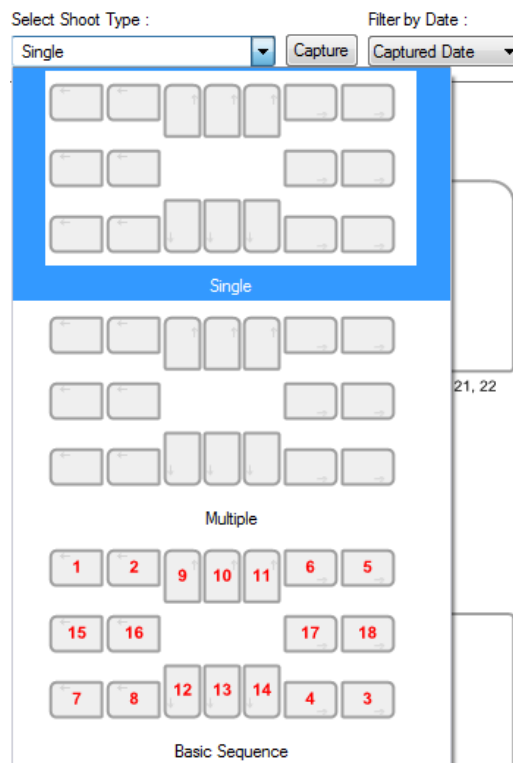 Select Shoot Type : Filter by Date :
Single Capture Captured Date
Single
21, 22
Multiple
1 2 9 10 11 6 5
15 16 17 18
7 8 12 13 14 4 3
Basic Sequence